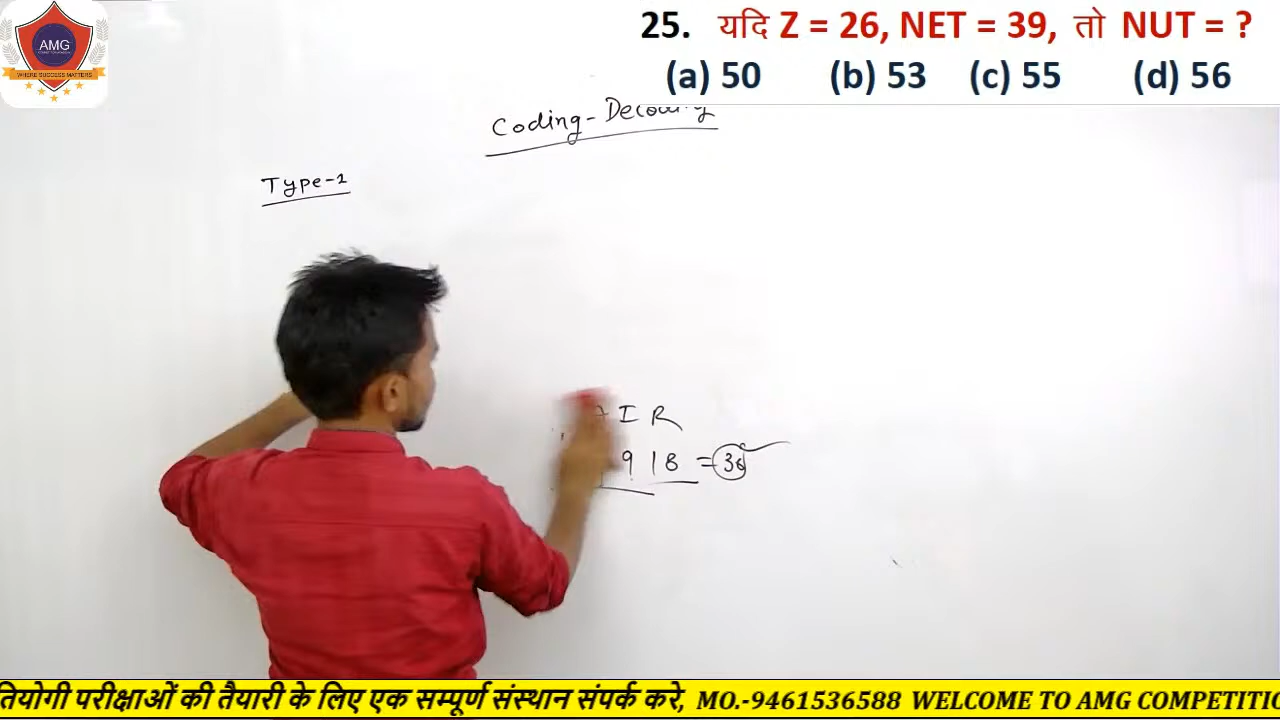 AMG
WHERE SUCCESS MATTERS
25. यदि Z = 26, NET = 39, तो NUT = ?
(a) 50 (b) 53 (c) 55 (d) 56
Coding-Decoding
Type-1
I R
9 18 = 36
तियोगी परीक्षाओं की तैयारी के लिए एक सम्पूर्ण संस्थान संपर्क करे, MO.-9461536588 WELCOME TO AMG COMPETITIO